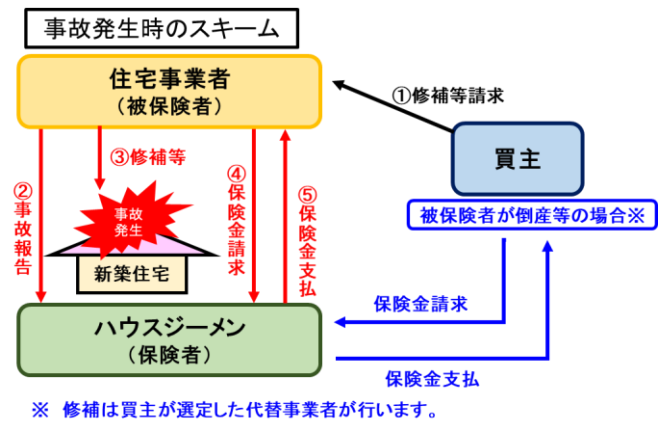 事故発生時のスキーム
住宅事業者
（被保険者）
①修補等請求
買主
③修補等
②事故報告
④保険金請求
⑤保険金支払
事故
発生
新築住宅
被保険者が倒産等の場合※
保険金請求
ハウスジーメン
（保険者）
保険金支払
※　修補は買主が選定した代替事業者が行います。